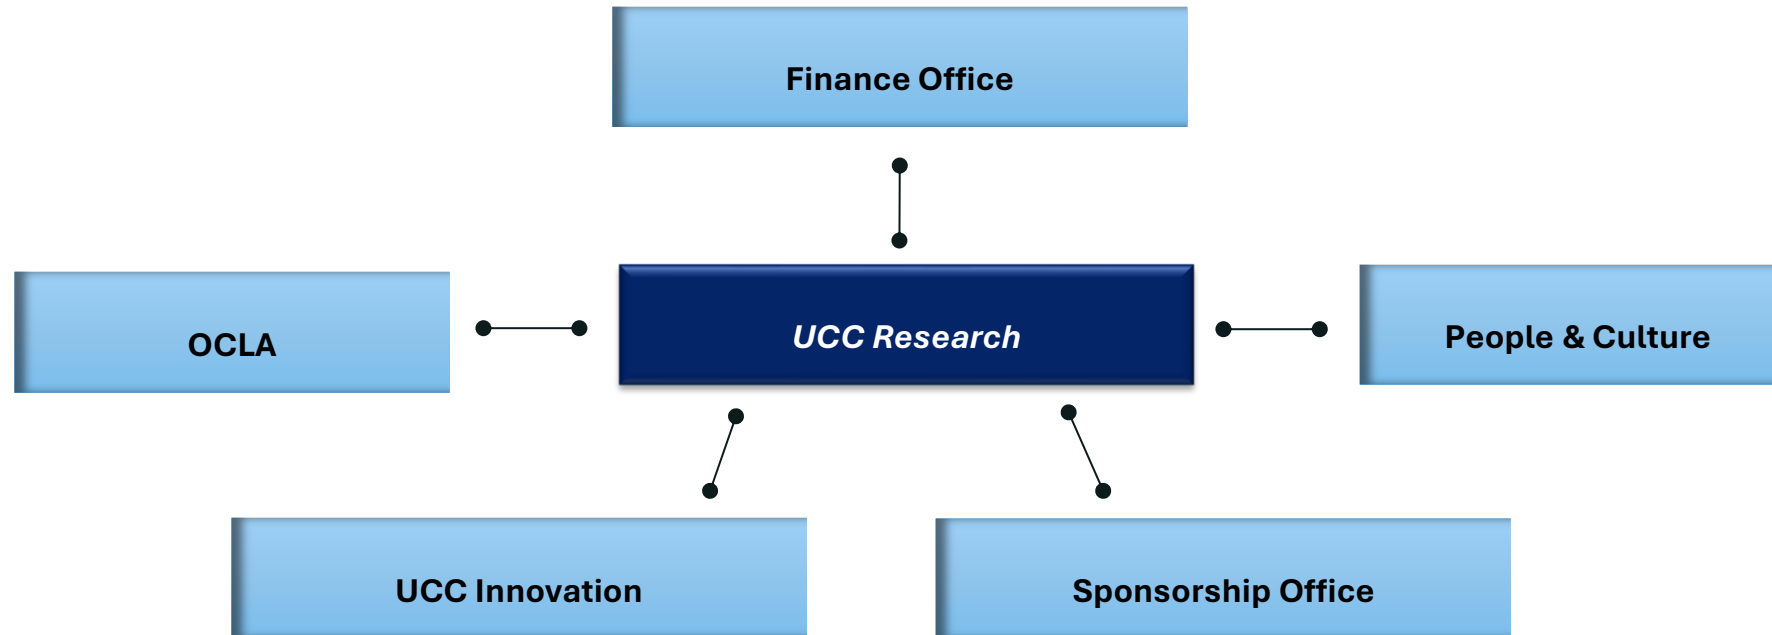 Finance Office
OCLA
UCC Research
People & Culture
UCC Innovation
Sponsorship Office